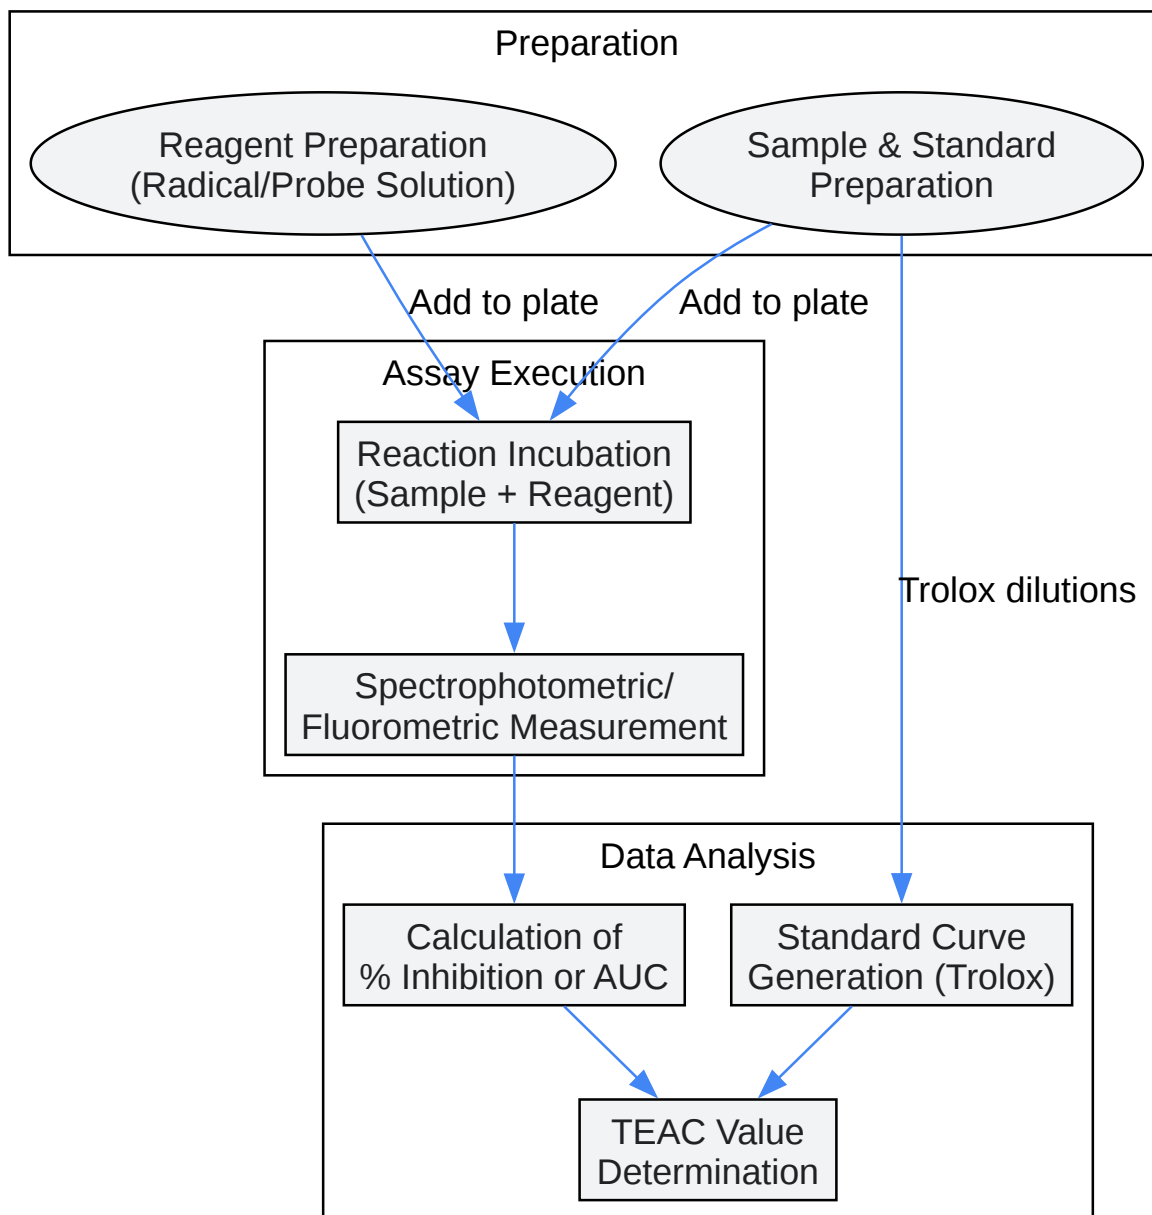 Preparation
Reagent Preparation
(Radical/Probe Solution)
Sample & Standard
Preparation
Add to plate
Add to plate
Assay Execution
Reaction Incubation
(Sample + Reagent)
Trolox dilutions
Spectrophotometric/
Fluorometric Measurement
Data Analysis
Calculation of
% Inhibition or AUC
Standard Curve
Generation (Trolox)
TEAC Value
Determination